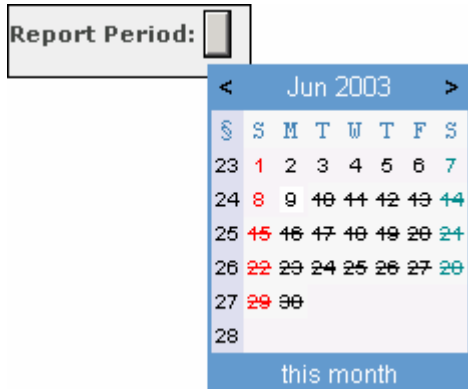 Report Period:
< Jun 2003 >
§ S M T W T F S
23 1 2 3 4 5 6 7
24 8 9 10 11 12 13 14
25 15 16 17 18 19 20 21
26 22 23 24 25 26 27 28
27 29 30
28
this month